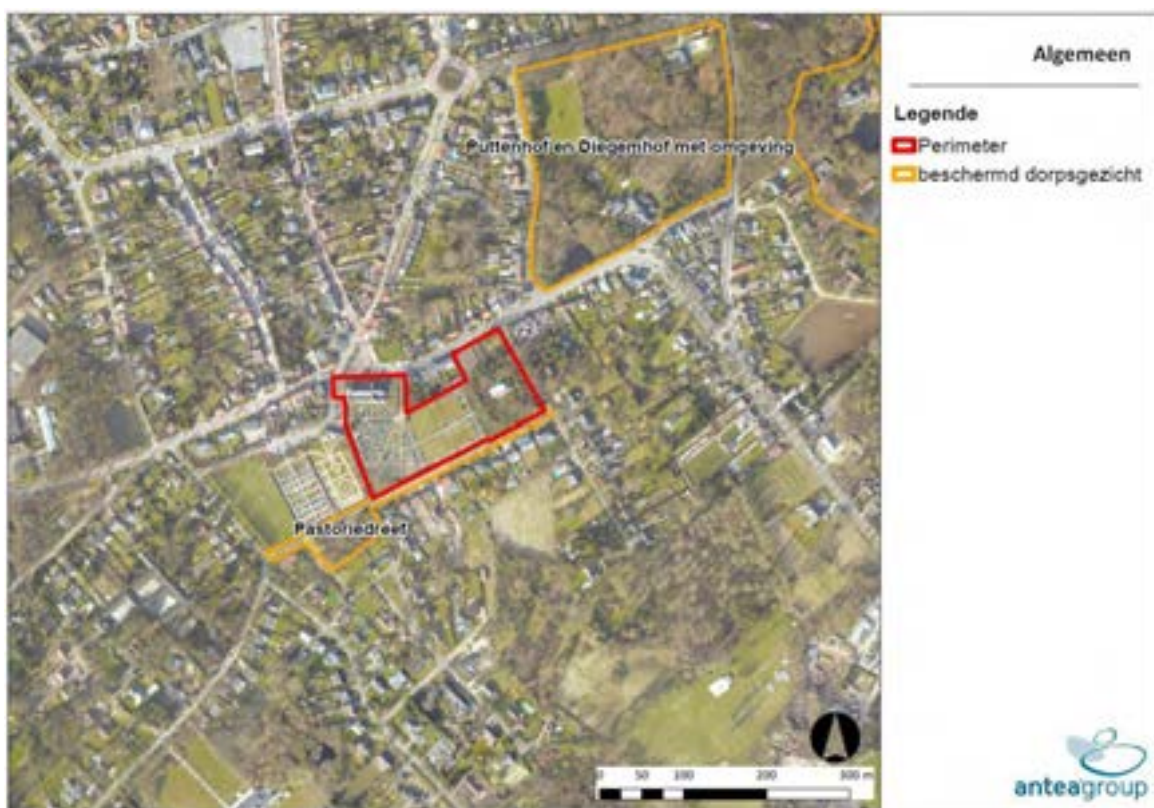 Algemeen
Legende
Perimeter
beschermd dorpsgezicht
Puttenhof en Diegemhof met omgeving
Pastoriedreef
0 50 100 200 300 m
anteagroup